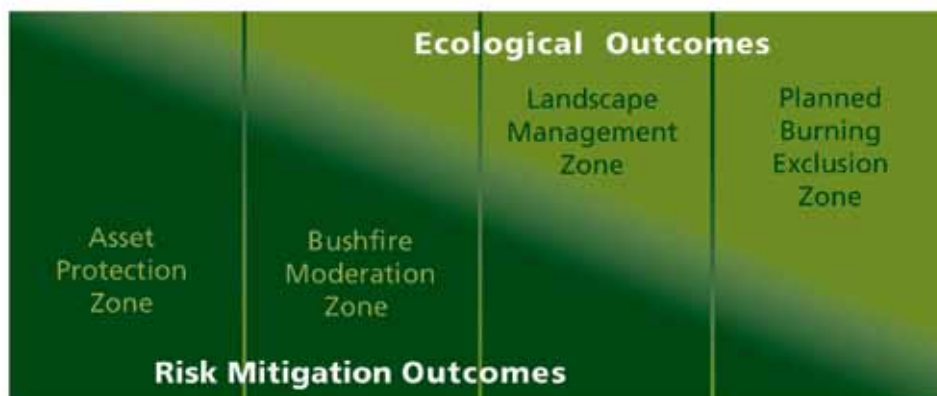 Ecological Outcomes
Landscape
Management
Zone
Planned
Burning
Exclusion
Zone
Asset
Protection
Zone
Bushfire
Moderation
Zone
Risk Mitigation Outcomes